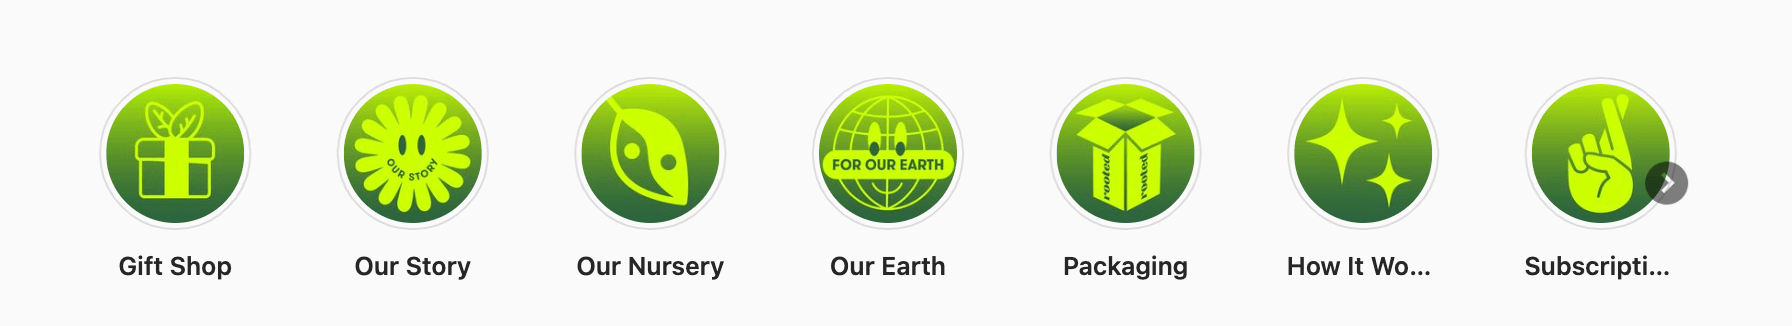 OUR STORY
FOR OUR EARTH
rooted
rooted
Gift Shop
Our Story
Our Nursery
Our Earth
Packaging
How It Wo...
Subscripti...